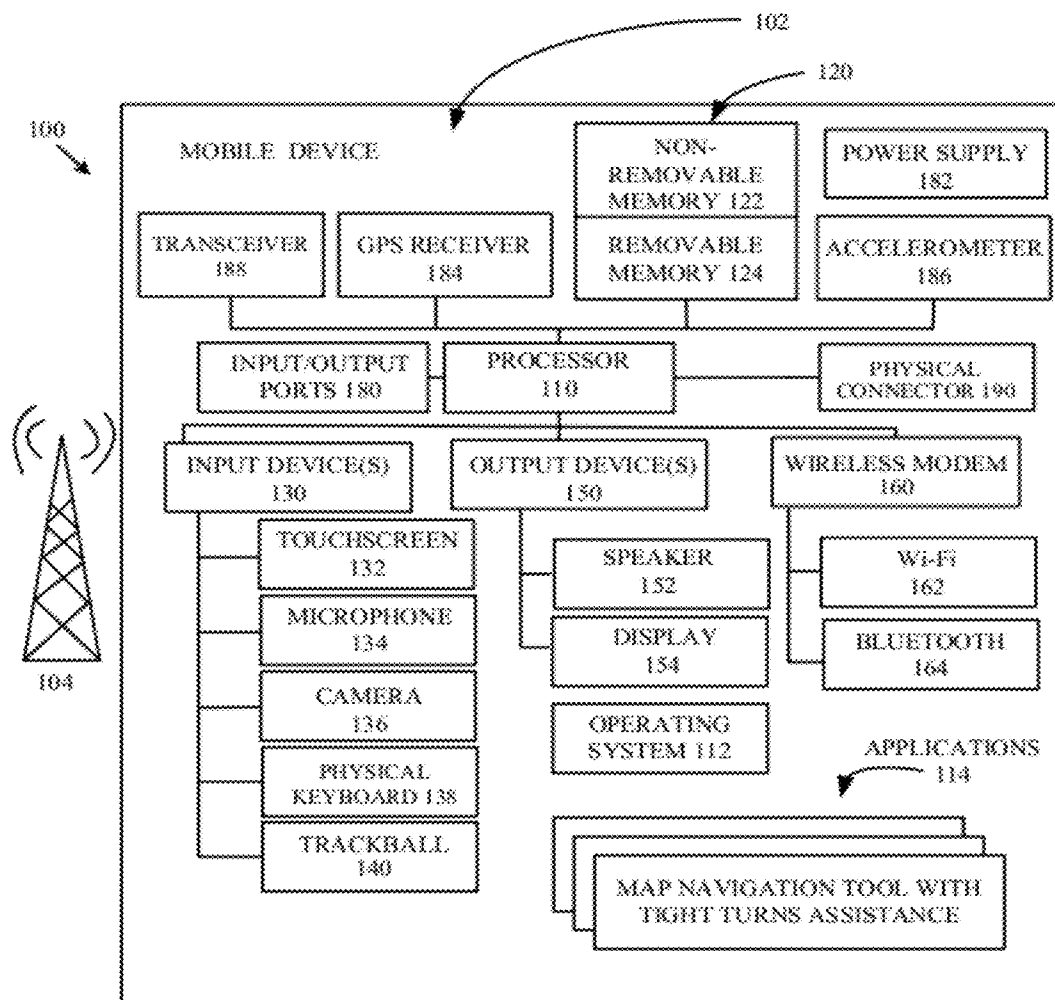 102
120
100
MOBILE DEVICE
NON-
REMOVABLE
MEMORY 122
POWER SUPPLY
182
TRANSCEIVER
188
GPS RECEIVER
184
REMOVABLE
MEMORY 124
ACCELEROMETER
186
INPUT/OUTPUT
PORTS 180
PROCESSOR
110
PHYSICAL
CONNECTOR 190
INPUT DEVICE(S)
130
OUTPUT DEVICE(S)
150
WIRELESS MODEM
160
TOUCHSCREEN
132
SPEAKER
152
Wi-Fi
162
MICROPHONE
134
DISPLAY
154
BLUETOOTH
164
104
CAMERA
136
OPERATING
SYSTEM 112
APPLICATIONS
114
PHYSICAL
KEYBOARD 138
TRACKBALL
140
MAP NAVIGATION TOOL WITH
TIGHT TURNS ASSISTANCE